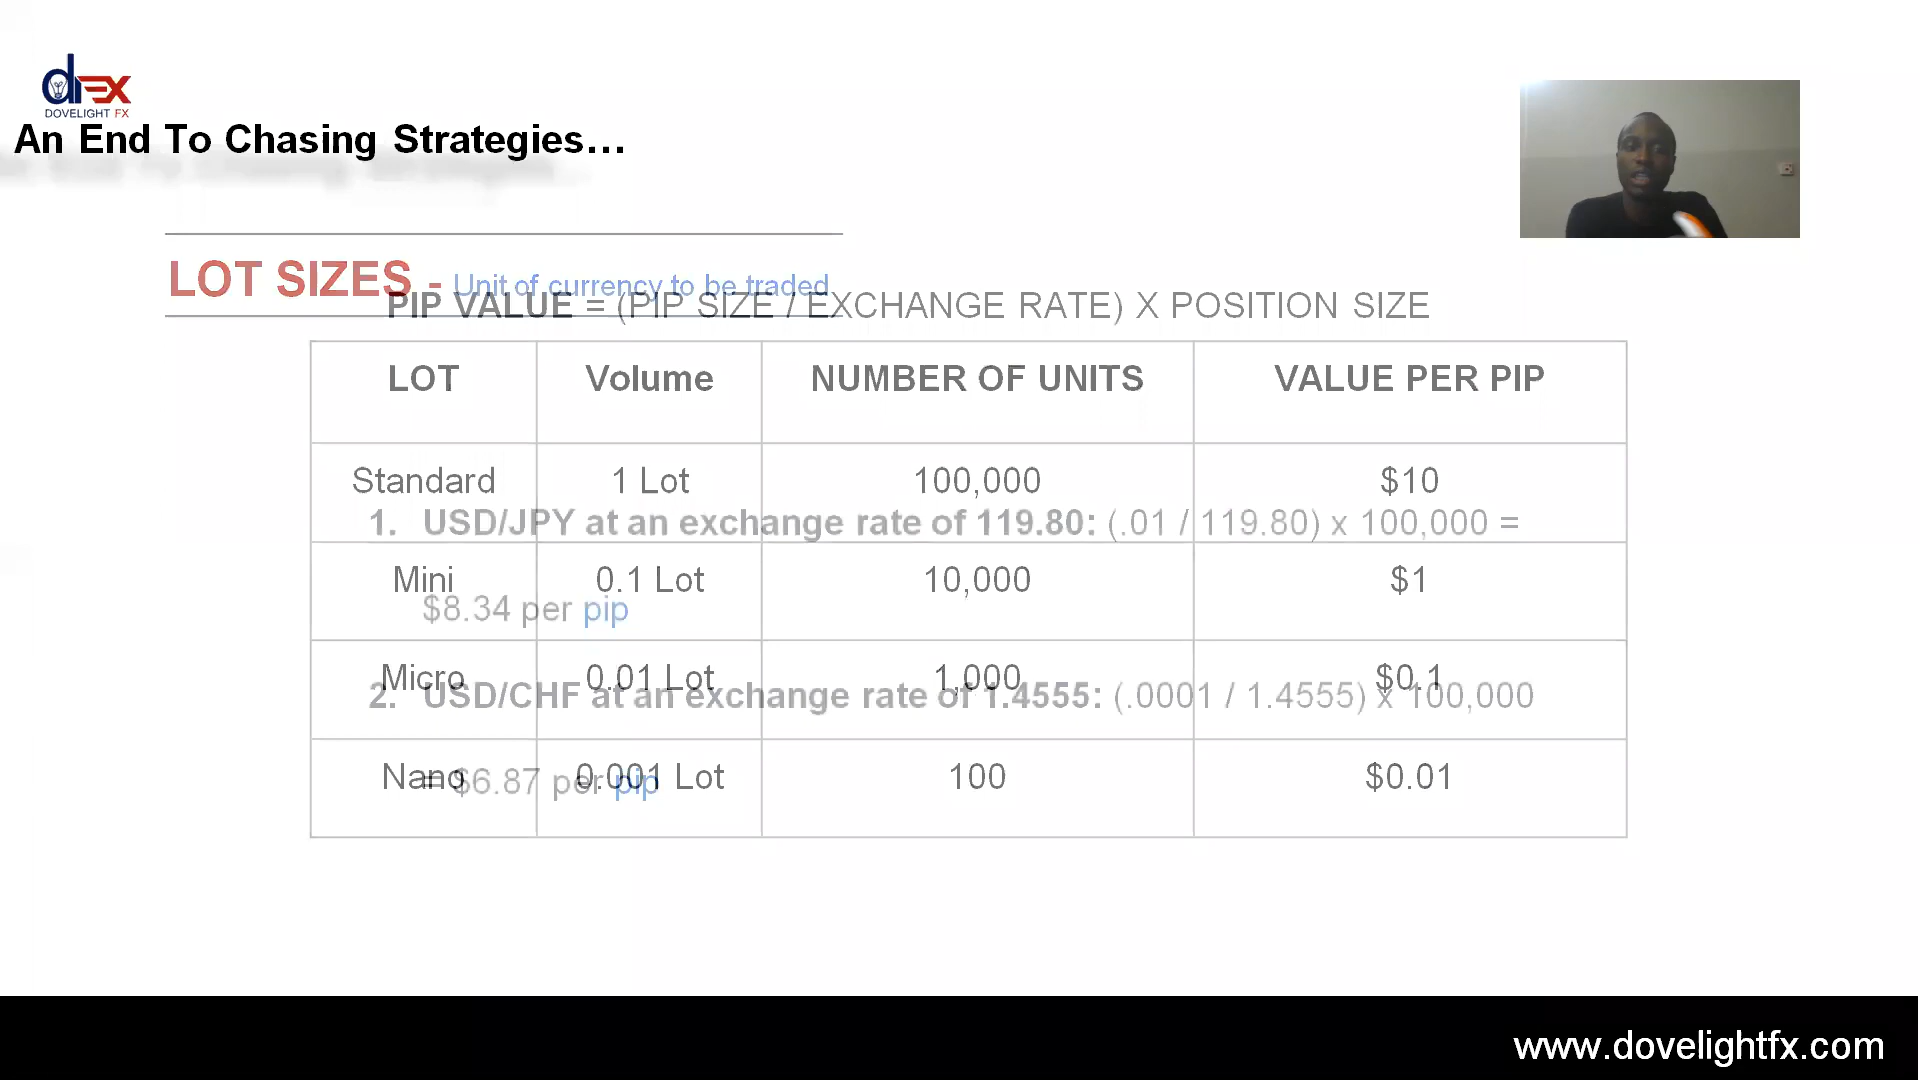 dFX
DOVELIGHT FX
An End To Chasing Strategies...
LOT SIZES - Unit of currency to be traded
PIP VALUE = (PIP SIZE / EXCHANGE RATE) X POSITION SIZE
LOT Volume NUMBER OF UNITS VALUE PER PIP
Standard 1 Lot 100,000 $10
1. USD/JPY at an exchange rate of 119.80: (.01 / 119.80) x 100,000 =
Mini 0.1 Lot 10,000 $1
$8.34 per pip
Micro 0.01 Lot 1,000 $0.1
2. USD/CHF at an exchange rate of 1.4555: (.0001 / 1.4555) x 100,000
Nano 0.001 Lot 100 $0.01
= $6.87 per pip
www.dovelightfx.com